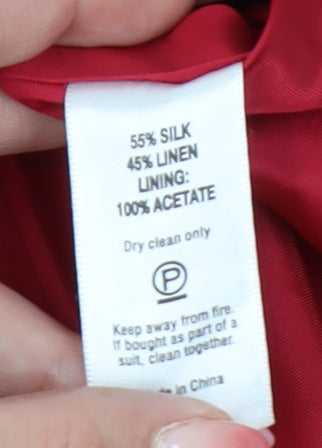 55% SILK
45% LINEN
LINING:
100% ACETATE
Dry clean only
P
Keep away from fire.
If bought as part of a
suit, clean together.
in China